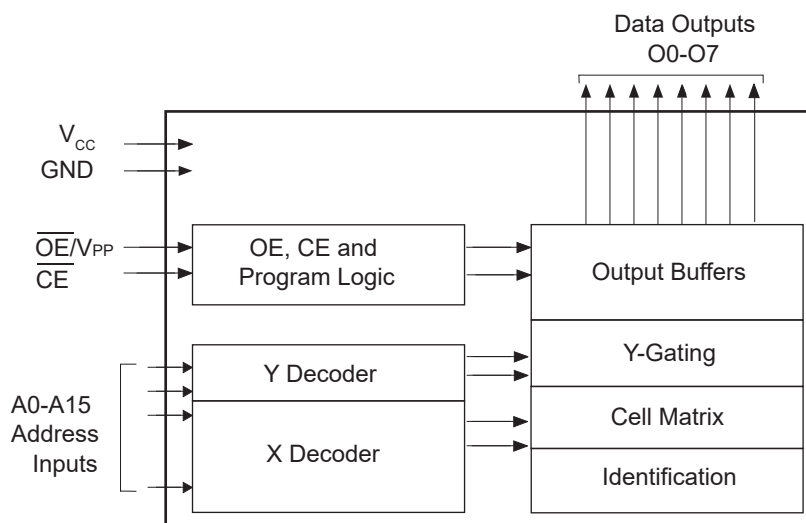 Data Outputs
O0-O7
VCC
GND
OE/VPP
CE
OE, CE and
Program Logic
Output Buffers
Y Decoder
Y-Gating
A0-A15
Address
Inputs
X Decoder
Cell Matrix
Identification